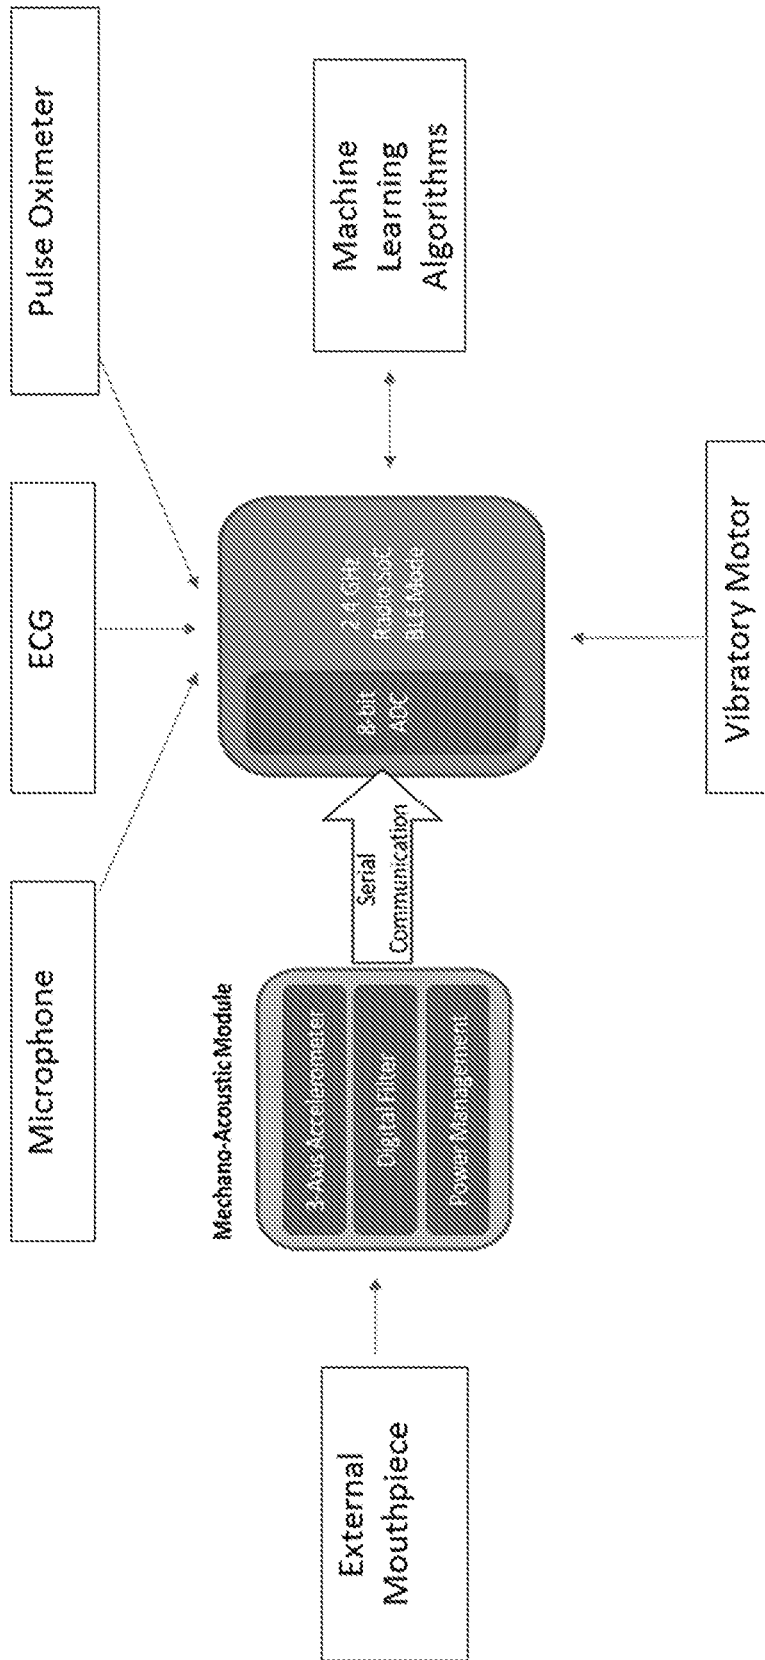 Microphone
ECG
Pulse Oximeter
Mechano-Acoustic Module
External
Mouthpiece
3-Axis Accelerometer
Digital Filter
Power Management
Serial
Communication
8-bit
ADC
2.4 GHz
Radio SoC
BLE Mode
Machine
Learning
Algorithms
Vibratory Motor